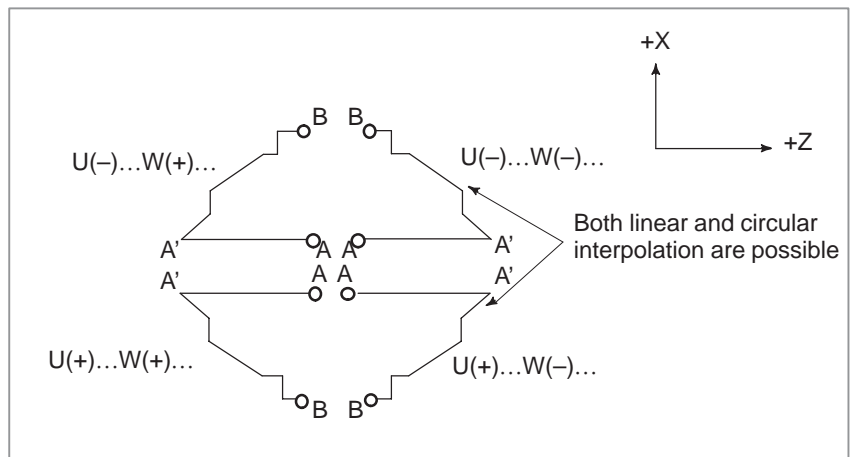 +X
+Z
B B
U(–)…W(+)…
U(–)…W(–)…
Both linear and circular
interpolation are possible
A' A A A'
A' A A A'
U(+)…W(+)…
U(+)…W(–)…
B B